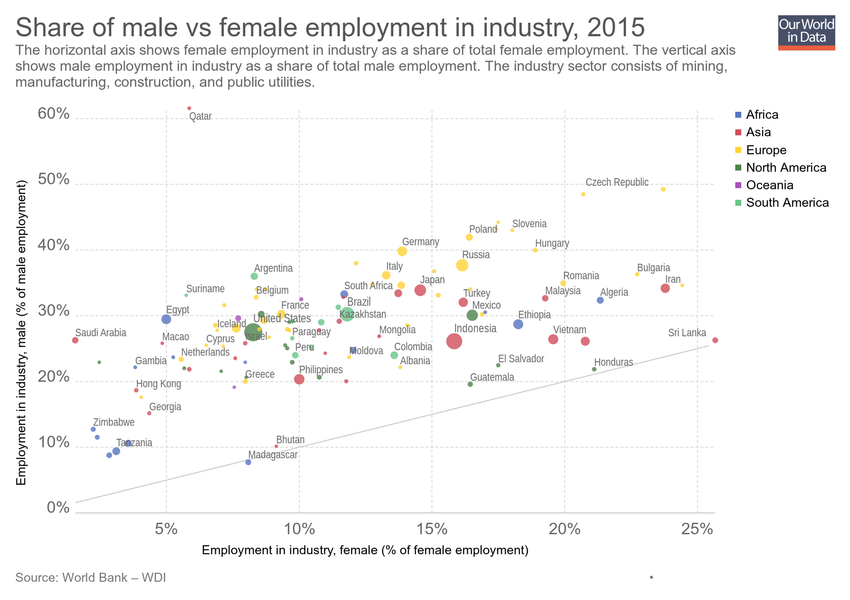 Share of male vs female employment in industry, 2015
Our World
in Data
The horizontal axis shows female employment in industry as a share of total female employment. The vertical axis
shows male employment in industry as a share of total male employment. The industry sector consists of mining,
manufacturing, construction, and public utilities.
60%
Qatar
Africa
Asia
Europe
North America
Oceania
South America
50%
Czech Republic
40%
Poland
Slovenia
Germany
Hungary
Russia
Argentina
Italy
Bulgaria
Romania
Iran
Japan
South Africa
Suriname
Belgium
Turkey
Malaysia
Algeria
30%
Egypt
France
Brazil
Mexico
Iceland
United States
Kazakhstan
Ethiopia
Saudi Arabia
Macao
Cyprus
Israel
Paraguay
Mongolia
Indonesia
Vietnam
Sri Lanka
Netherlands
Peru
Moldova
Colombia
Gambia
Albania
El Salvador
Honduras
20%
Hong Kong
Greece
Philippines
Guatemala
Georgia
Zimbabwe
10%
Tanzania
Bhutan
Madagascar
0%
5%
10%
15%
20%
25%
Employment in industry, male (% of male employment)
Employment in industry, female (% of female employment)
Source: World Bank – WDI